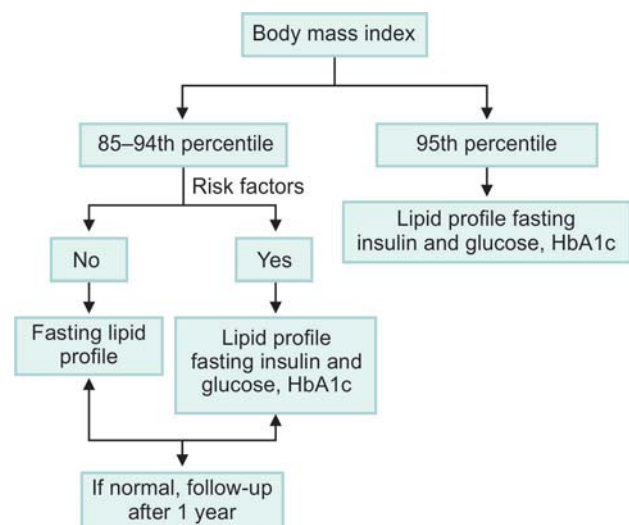 Body mass index
85–94th percentile
95th percentile
Risk factors
Lipid profile fasting
insulin and glucose, HbA1c
No
Yes
Fasting lipid
profile
Lipid profile
fasting insulin and
glucose, HbA1c
If normal, follow-up
after 1 year